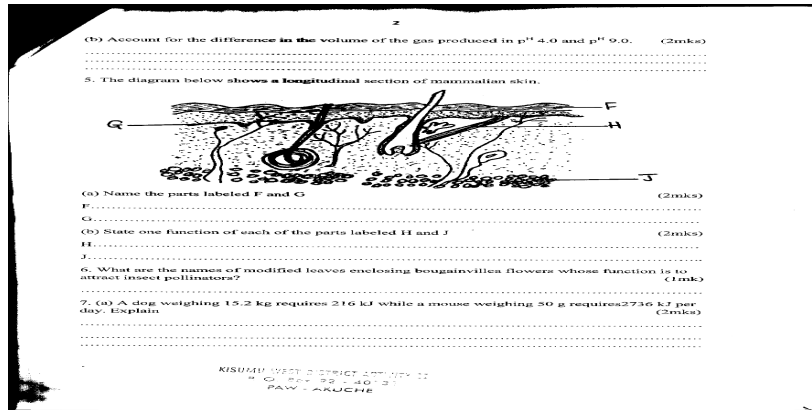 2
(b) Account for the difference in the volume of the gas produced in pᴴ 4.0 and pᴴ 9.0. (2mks)
5. The diagram below shows a longitudinal section of mammalian skin.
F
G
H
J
(a) Name the parts labeled F and G (2mks)
F
G
(b) State one function of each of the parts labeled H and J (2mks)
H
J
6. What are the names of modified leaves enclosing bougainvillea flowers whose function is to
attract insect pollinators? (1mk)
7. (a) A dog weighing 15.2 kg requires 216 kJ while a mouse weighing 50 g requires2736 kJ per
day. Explain (2mks)
KISUMU WEST DISTRICT
PAW - AKUCHE